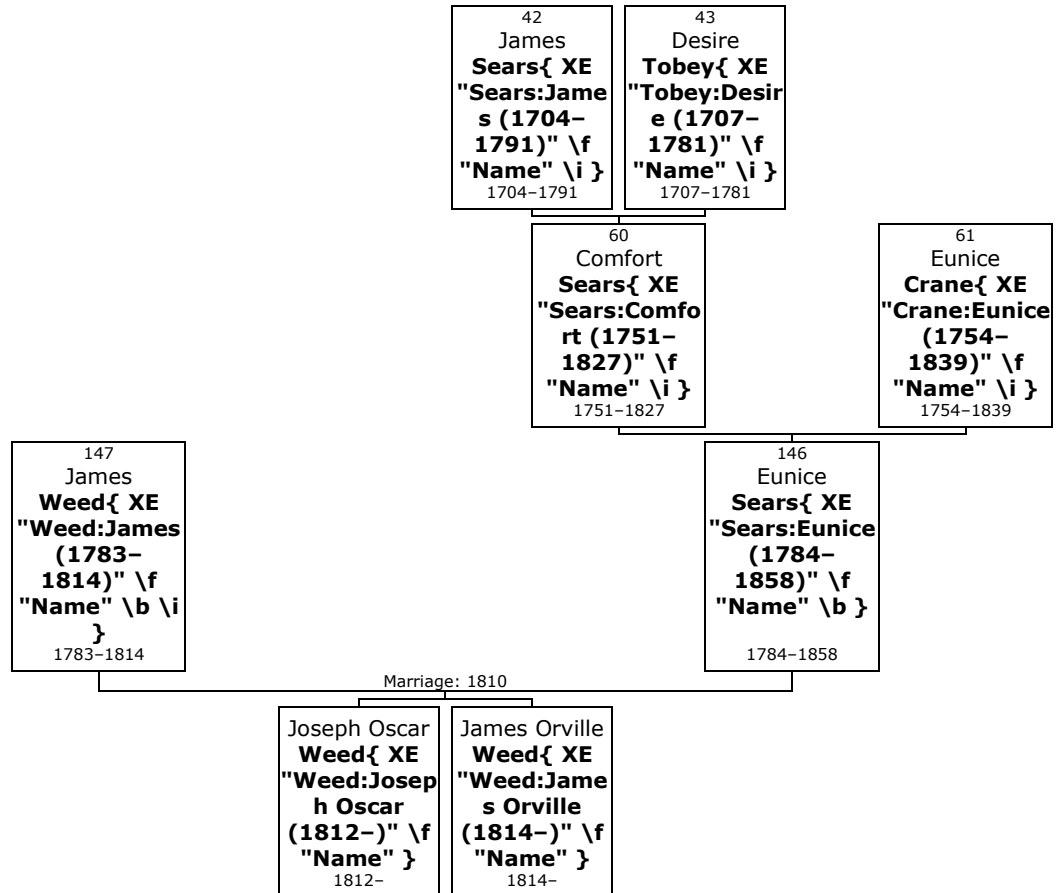 42
James
Sears{ XE
"Sears:Jame
s (1704–
1791)" \f
"Name" \i }
1704–1791
43
Desire
Tobey{ XE
"Tobey:Desir
e (1707–
1781)" \f
"Name" \i }
1707–1781
60
Comfort
Sears{ XE
"Sears:Comfo
rt (1751–
1827)" \f
"Name" \i }
1751–1827
61
Eunice
Crane{ XE
"Crane:Eunice
(1754–
1839)" \f
"Name" \i }
1754–1839
147
James
Weed{ XE
"Weed:James
(1783–
1814)" \f
"Name" \b \i
}
1783–1814
146
Eunice
Sears{ XE
"Sears:Eunice
(1784–
1858)" \f
"Name" \b }
1784–1858
Marriage: 1810
Joseph Oscar
Weed{ XE
"Weed:Josep
h Oscar
(1812–)" \f
"Name" }
1812–
James Orville
Weed{ XE
"Weed:Jame
s Orville
(1814–)" \f
"Name" }
1814–